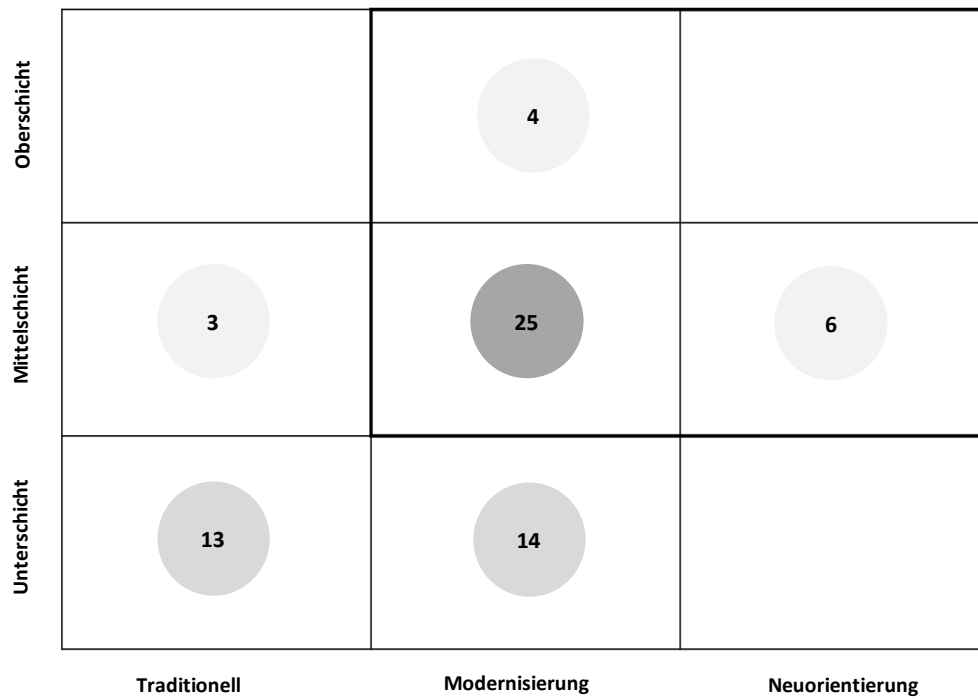 Oberschicht
4
Mittelschicht
3
25
6
Unterschicht
13
14
Traditionell
Modernisierung
Neuorientierung